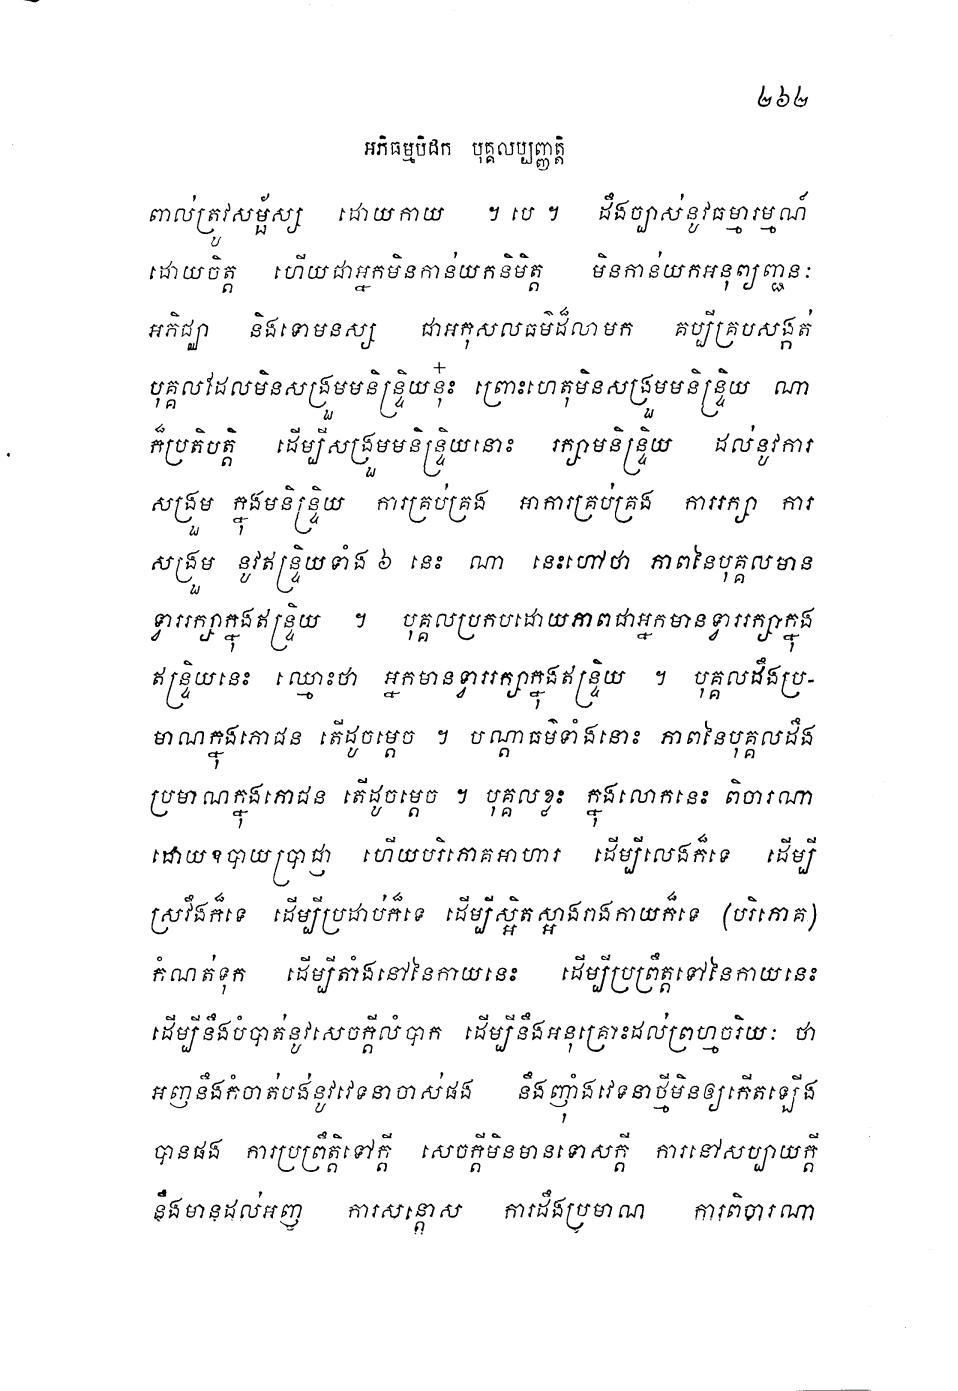 ២៦២
អភិធម្មបិដក បុគ្គលប្បញ្ញត្តិ
ពាល់ត្រូវសម្ផ័ស្ស ដោយកាយ ។ បេ ។ ដឹងច្បាស់នូវធម្មារម្មណ៍
ដោយចិត្ត ហើយជាអ្នកមិនកាន់យកនិមិត្ត មិនកាន់យកអនុព្យញ្ជនៈ
អភិជ្ឈា និងទោមនស្ស ជាអកុសលធម៌ដ៏លាមក គប្បីគ្របសង្កត់
បុគ្គលដែលមិនសង្រួមមនិន្ទ្រិយនុ៎ះ ព្រោះហេតុមិនសង្រួមមនិន្ទ្រិយ ណា
ក៏ប្រតិបត្តិ ដើម្បីសង្រួមមនិន្ទ្រិយនោះ រក្សាមនិន្ទ្រិយ ដល់នូវការ
សង្រួម ក្នុងមនិន្ទ្រិយ ការគ្រប់គ្រង អាការគ្រប់គ្រង ការរក្សា ការ
សង្រួម នូវឥន្ទ្រិយទាំង ៦ នេះ ណា នេះហៅថា ភាពនៃបុគ្គលមាន
ទ្វាររក្សាក្នុងឥន្ទ្រិយ ។ បុគ្គលប្រកបដោយភាពជាអ្នកមានទ្វាររក្សាក្នុង
ឥន្ទ្រិយនេះ ឈ្មោះថា អ្នកមានទ្វាររក្សាក្នុងឥន្ទ្រិយ ។ បុគ្គលដឹងប្រ-
មាណក្នុងភោជន តើដូចម្តេច ។ បណ្តាធម៌ទាំងនោះ ភាពនៃបុគ្គលដឹង
ប្រមាណក្នុងភោជន តើដូចម្តេច ។ បុគ្គលខ្លះ ក្នុងលោកនេះ ពិចារណា
ដោយឧបាយប្រាជ្ញា ហើយបរិភោគអាហារ ដើម្បីលេងក៏ទេ ដើម្បី
ស្រវឹងក៏ទេ ដើម្បីប្រដាប់ក៏ទេ ដើម្បីស្អិតស្អាងរាងកាយក៏ទេ (បរិភោគ)
កំណត់ទុក ដើម្បីតាំងនៅនៃកាយនេះ ដើម្បីប្រព្រឹត្តទៅនៃកាយនេះ
ដើម្បីនឹងបំបាត់នូវសេចក្តីលំបាក ដើម្បីនឹងអនុគ្រោះដល់ព្រហ្មចរិយៈ ថា
អញនឹងកំចាត់បង់នូវវេទនាចាស់ផង នឹងញ៉ាំងវេទនាថ្មីមិនឲ្យកើតឡើង
បានផង ការប្រព្រឹត្តិទៅក្តី សេចក្តីមិនមានទោសក្តី ការនៅសប្បាយក្តី
នឹងមានដល់អញ ការសន្តោស ការដឹងប្រមាណ ការពិចារណា